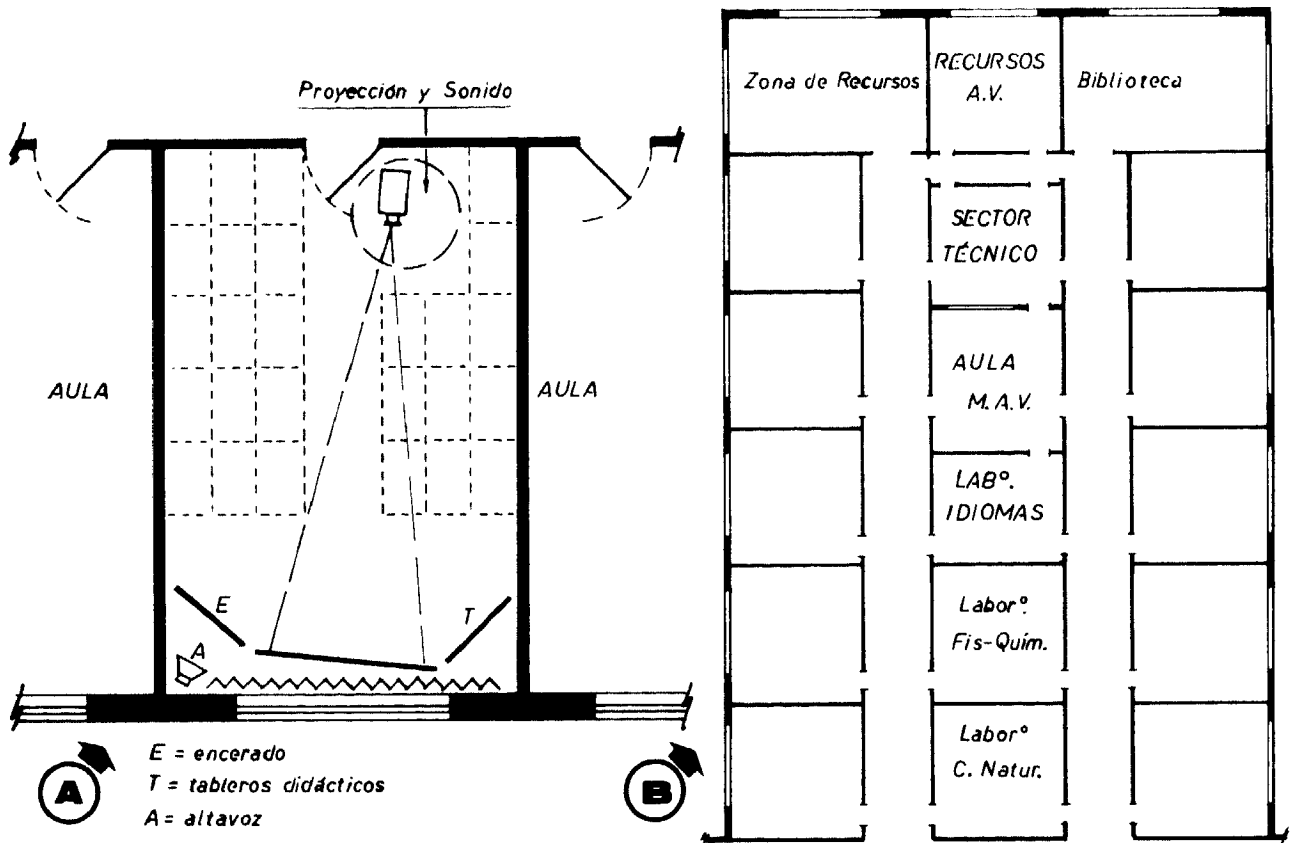 Proyección y Sonido
AULA
AULA
E
T
A
A
E = encerado
T = tableros didácticos
A = altavoz
B
Zona de Recursos
RECURSOS
A.V.
Biblioteca
SECTOR
TÉCNICO
AULA
M.A.V.
LABº.
IDIOMAS
Laborº.
Fis-Quím.
Laborº
C. Natur.